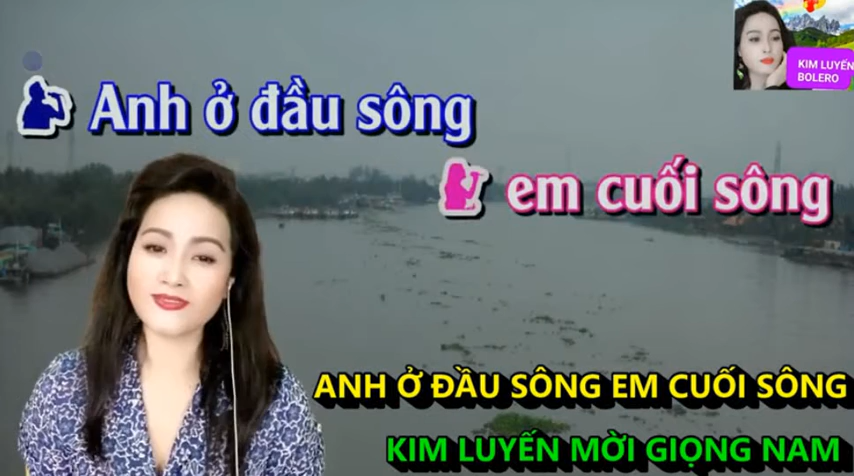 KIM LUYẾN
BOLERO
Anh ở đầu sông
em cuối sông
ANH Ở ĐẦU SÔNG EM CUỐI SÔNG
KIM LUYẾN MỜI GIỌNG NAM